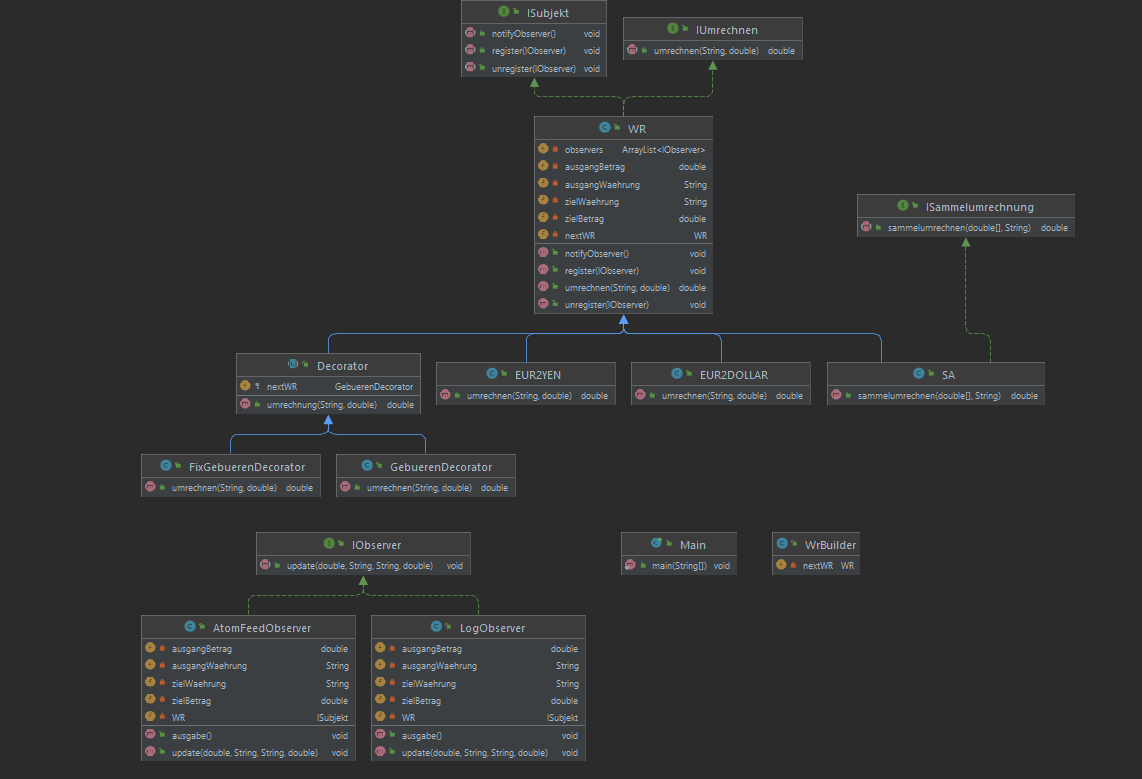 ISubjekt
notifyObserver() void
register(IObserver) void
unregister(IObserver) void
IUmrechnen
umrechnen(String, double) double
WR
observers ArrayList<IObserver>
ausgangBetrag double
ausgangWaehrung String
zielWaehrung String
zielBetrag double
nextWR WR
notifyObserver() void
register(IObserver) void
umrechnen(String, double) double
unregister(IObserver) void
ISammelumrechnung
sammelumrechnen(double[], String) double
Decorator
nextWR GebuerenDecorator
umrechnung(String, double) double
EUR2YEN
umrechnen(String, double) double
EUR2DOLLAR
umrechnen(String, double) double
SA
sammelumrechnen(double[], String) double
FixGebuerenDecorator
umrechnen(String, double) double
GebuerenDecorator
umrechnen(String, double) double
IObserver
update(double, String, String, double) void
Main
main(String[]) void
WrBuilder
nextWR WR
AtomFeedObserver
ausgangBetrag double
ausgangWaehrung String
zielWaehrung String
zielBetrag double
WR ISubjekt
ausgabe() void
update(double, String, String, double) void
LogObserver
ausgangBetrag double
ausgangWaehrung String
zielWaehrung String
zielBetrag double
WR ISubjekt
ausgabe() void
update(double, String, String, double) void